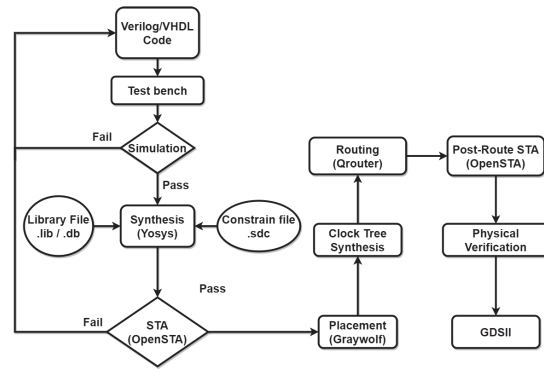 Verilog/VHDL
Code
Test bench
Fail
Simulation
Pass
Library File
.lib / .db
Synthesis
(Yosys)
Constrain file
.sdc
Pass
Fail
STA
(OpenSTA)
Placement
(Graywolf)
Clock Tree
Synthesis
Routing
(Qrouter)
Post-Route STA
(OpenSTA)
Physical
Verification
GDSII